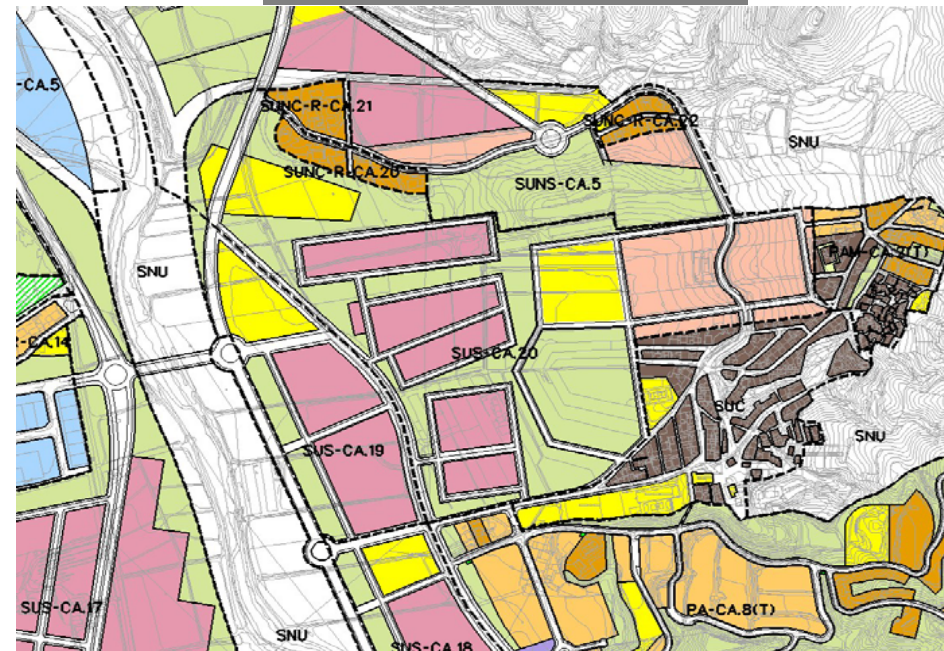 -CA.5
SUNC-R-CA.21
SUNC-R-CA.22
SNU
SUNC-R-CA.20
SUNS-CA.5
SNU
-CA.14
SUS-CA.20
SUC
SNU
SUS-CA.19
SUS-CA.17
PA-CA.8(T)
SNU
SUS-CA.18